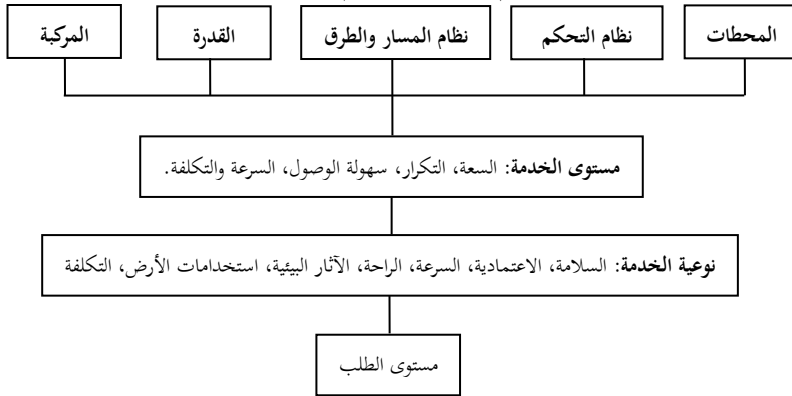 المحطات
نظام التحكم
نظام المسار والطرق
القدرة
المركبة
مستوى الخدمة: السعة، التكرار، سهولة الوصول، السرعة والتكلفة.
نوعية الخدمة: السلامة، الاعتمادية، السرعة، الراحة، الآثار البيئية، استخدامات الأرض، التكلفة
مستوى الطلب